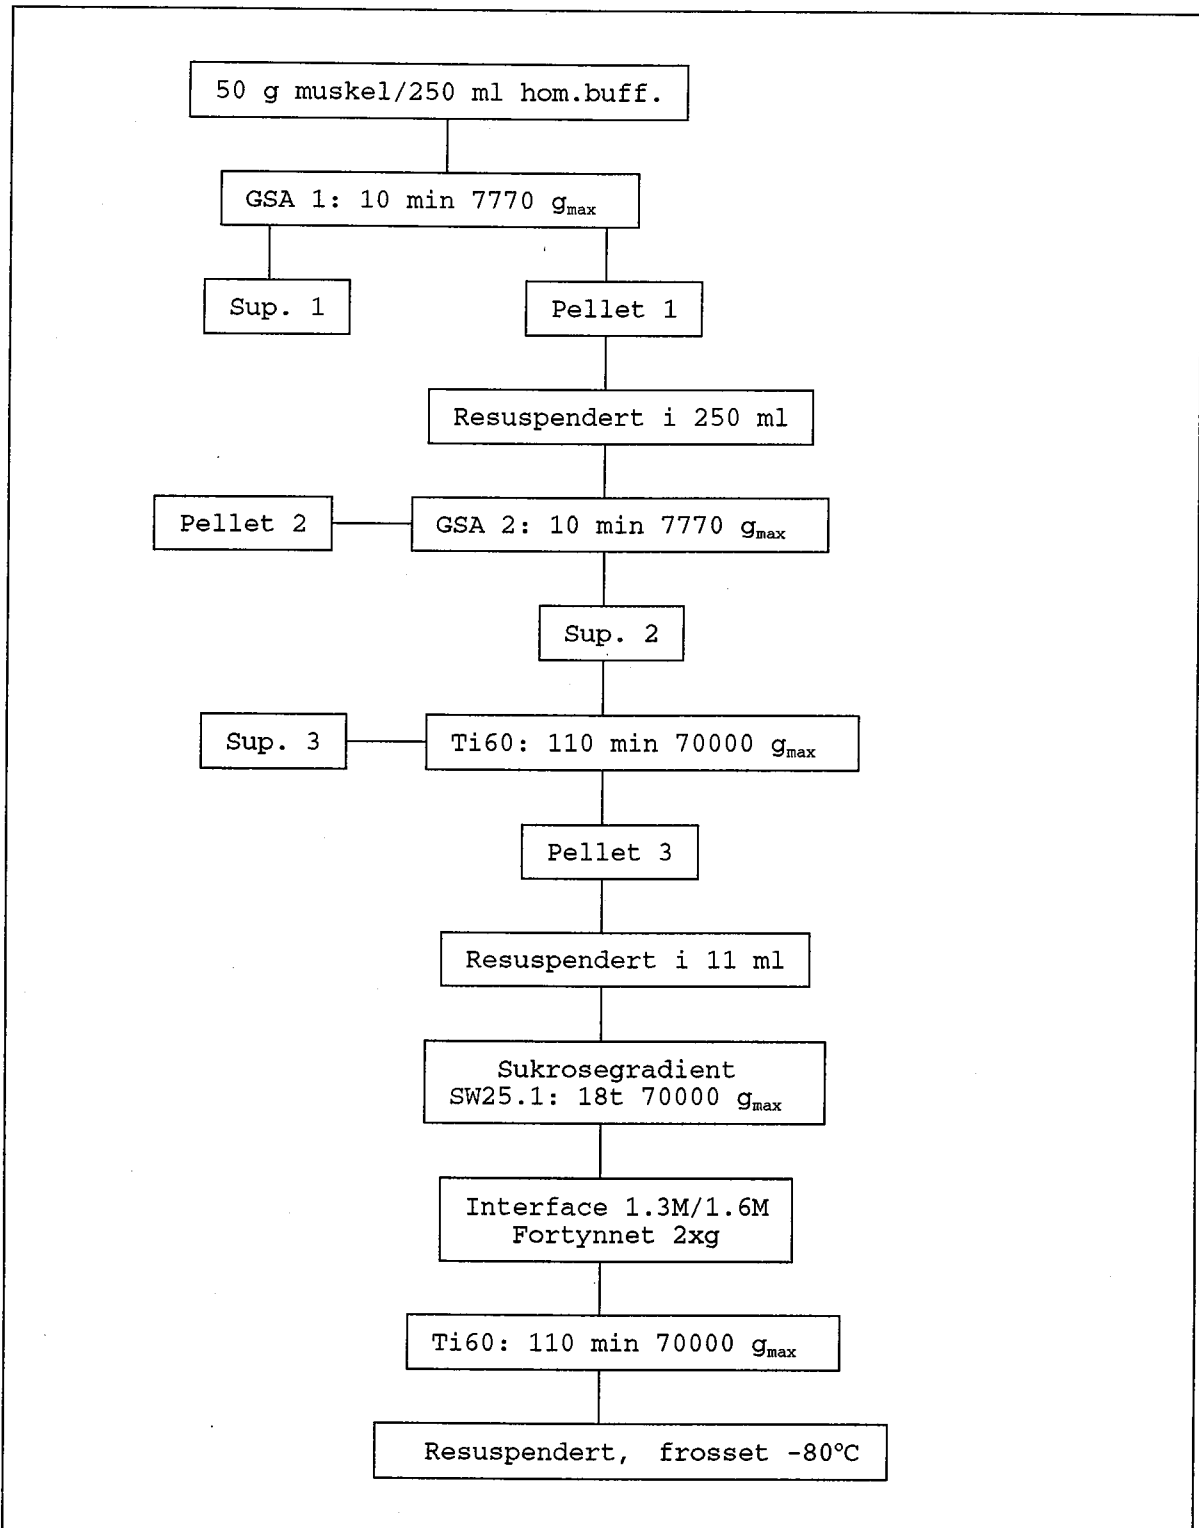 50 g muskel/250 ml hom.buff.
GSA 1: 10 min 7770 gmax
Sup. 1
Pellet 1
Resuspendert i 250 ml
Pellet 2
GSA 2: 10 min 7770 gmax
Sup. 2
Sup. 3
Ti60: 110 min 70000 gmax
Pellet 3
Resuspendert i 11 ml
Sukrosegradient
SW25.1: 18t 70000 gmax
Interface 1.3M/1.6M
Fortynnet 2xg
Ti60: 110 min 70000 gmax
Resuspendert, frosset -80°C